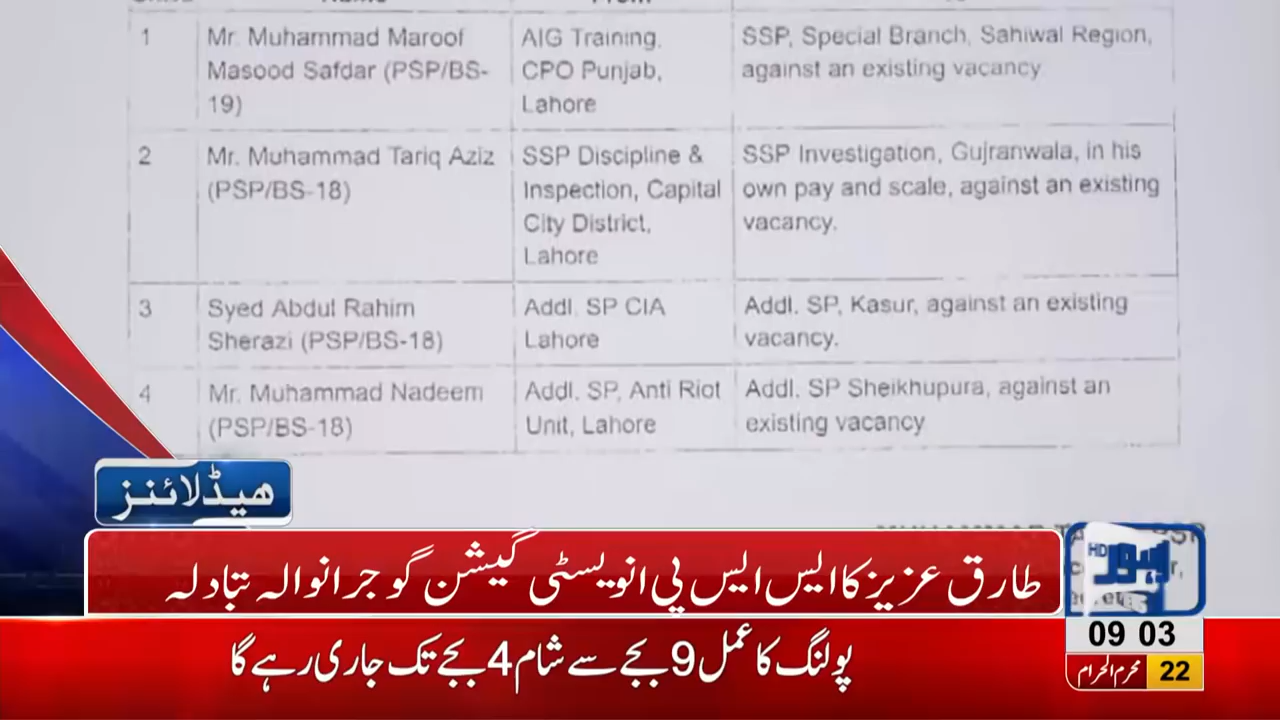 1 Mr. Muhammad Maroof AIG Training, SSP, Special Branch, Sahiwal Region,
Masood Safdar (PSP/BS- CPO Punjab, against an existing vacancy
19) Lahore
2 Mr. Muhammad Tariq Aziz SSP Discipline & SSP Investigation, Gujranwala, in his
(PSP/BS-18) Inspection, Capital own pay and scale, against an existing
City District, vacancy.
Lahore
3 Syed Abdul Rahim Addl. SP CIA Addl. SP, Kasur, against an existing
Sherazi (PSP/BS-18) Lahore vacancy.
4 Mr. Muhammad Nadeem Addl. SP, Anti Riot Addl. SP Sheikhupura, against an
(PSP/BS-18) Unit, Lahore existing vacancy
ھیڈلائنز
طارق عزیز کا ایس ایس پی انویسٹی گیشن گوجرانوالہ تبادلہ
لاہور HD
پولنگ کا عمل 9 بجے سے شام 4 بجے تک جاری رہے گا
09 03
22 محرم الحرام